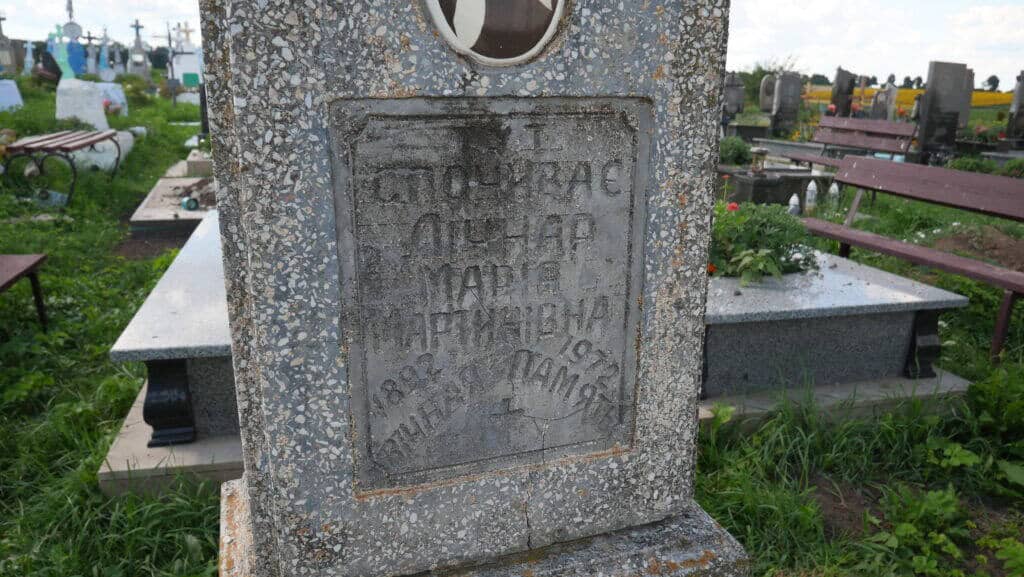 СПОЧИВАЄ
ЛІЧНАР
МАРІЯ
МАРТИНІВНА
1892 1972
ВІЧНАЯ ПАМЯТЬ